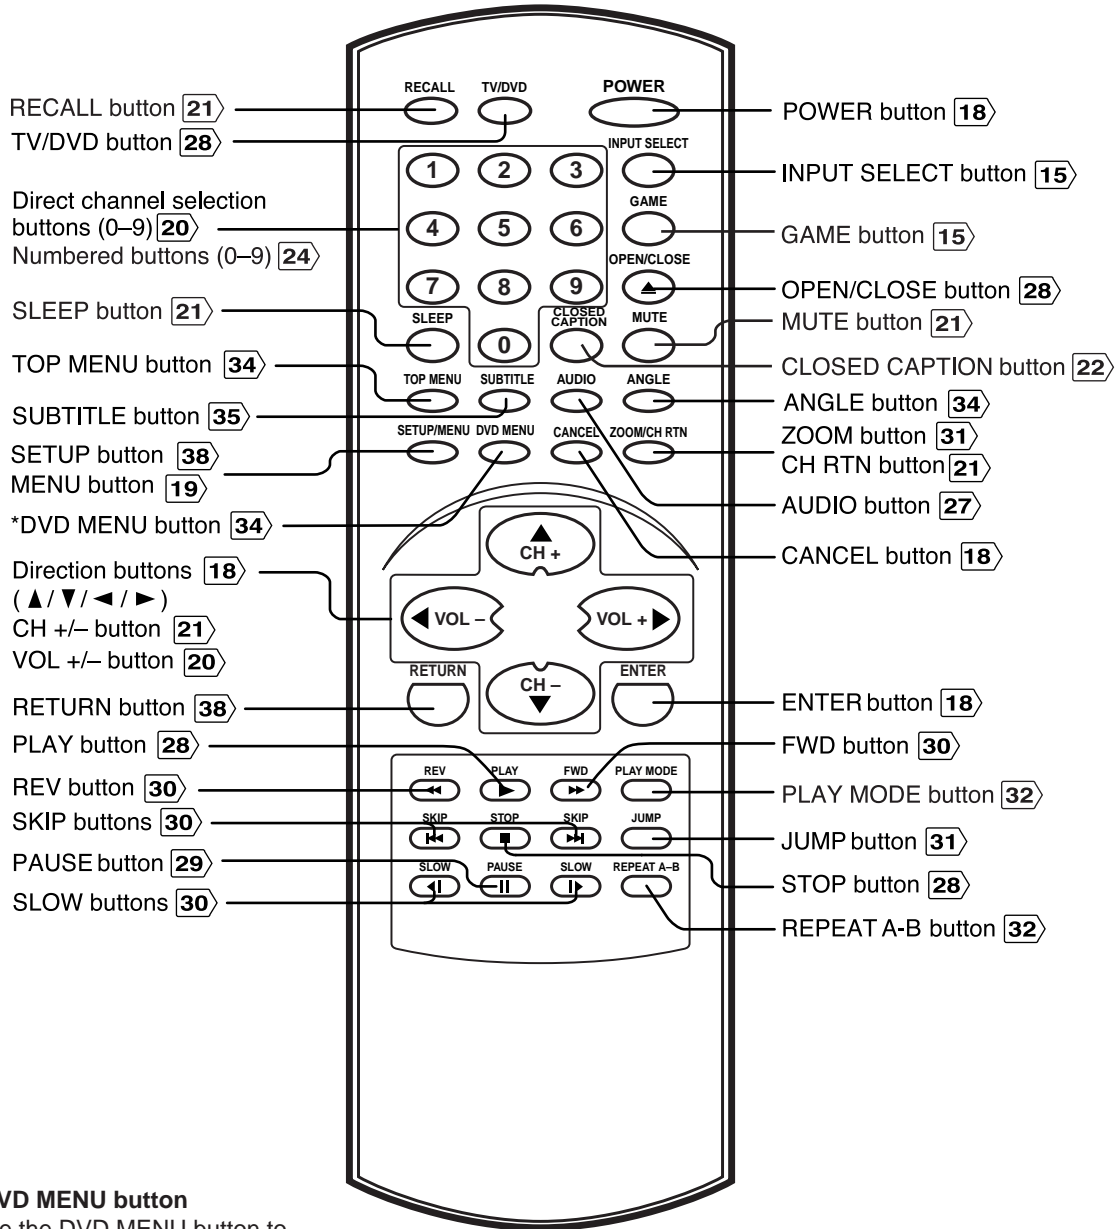 RECALL button 21
TV/DVD button 28
Direct channel selection
buttons (0–9) 20
Numbered buttons (0–9) 24
SLEEP button 21
TOP MENU button 34
SUBTITLE button 35
SETUP button 38
MENU button 19
*DVD MENU button 34
Direction buttons 18
( ▲ / ▼ / ◄ / ► )
CH +/– button 21
VOL +/– button 20
RETURN button 38
PLAY button 28
REV button 30
SKIP buttons 30
PAUSE button 29
SLOW buttons 30
RECALL TV/DVD POWER
1 2 3 INPUT SELECT
4 5 6 GAME
7 8 9 OPEN/CLOSE
SLEEP 0 CLOSED CAPTION MUTE
TOP MENU SUBTITLE AUDIO ANGLE
SETUP/MENU DVD MENU CANCEL ZOOM/CH RTN
CH +
VOL – VOL +
CH –
RETURN ENTER
REV PLAY FWD PLAY MODE
SKIP STOP SKIP JUMP
SLOW PAUSE SLOW REPEAT A–B
POWER button 18
INPUT SELECT button 15
GAME button 15
OPEN/CLOSE button 28
MUTE button 21
CLOSED CAPTION button 22
ANGLE button 34
ZOOM button 31
CH RTN button 21
AUDIO button 27
CANCEL button 18
ENTER button 18
FWD button 30
PLAY MODE button 32
JUMP button 31
STOP button 28
REPEAT A-B button 32
VD MENU button
e the DVD MENU button to